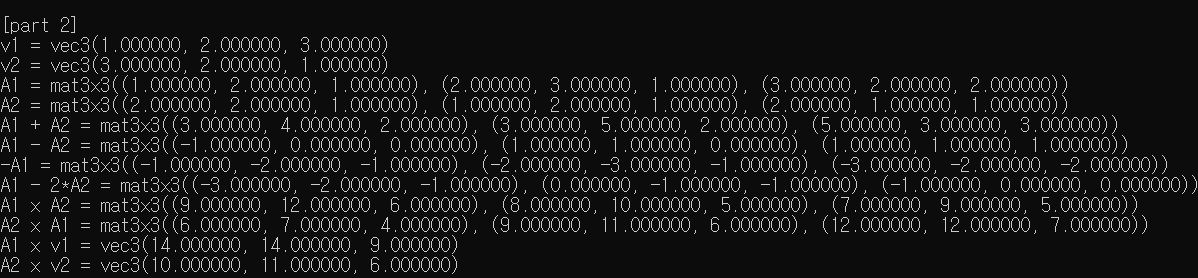 [part 2]
v1 = vec3(1.000000, 2.000000, 3.000000)
v2 = vec3(3.000000, 2.000000, 1.000000)
A1 = mat3x3((1.000000, 2.000000, 1.000000), (2.000000, 3.000000, 1.000000), (3.000000, 2.000000, 2.000000))
A2 = mat3x3((2.000000, 2.000000, 1.000000), (1.000000, 2.000000, 1.000000), (2.000000, 1.000000, 1.000000))
A1 + A2 = mat3x3((3.000000, 4.000000, 2.000000), (3.000000, 5.000000, 2.000000), (5.000000, 3.000000, 3.000000))
A1 - A2 = mat3x3((-1.000000, 0.000000, 0.000000), (1.000000, 1.000000, 0.000000), (1.000000, 1.000000, 1.000000))
-A1 = mat3x3((-1.000000, -2.000000, -1.000000), (-2.000000, -3.000000, -1.000000), (-3.000000, -2.000000, -2.000000))
A1 - 2*A2 = mat3x3((-3.000000, -2.000000, -1.000000), (0.000000, -1.000000, -1.000000), (-1.000000, 0.000000, 0.000000))
A1 x A2 = mat3x3((9.000000, 12.000000, 6.000000), (8.000000, 10.000000, 5.000000), (7.000000, 9.000000, 5.000000))
A2 x A1 = mat3x3((6.000000, 7.000000, 4.000000), (9.000000, 11.000000, 6.000000), (12.000000, 12.000000, 7.000000))
A1 x v1 = vec3(14.000000, 14.000000, 9.000000)
A2 x v2 = vec3(10.000000, 11.000000, 6.000000)